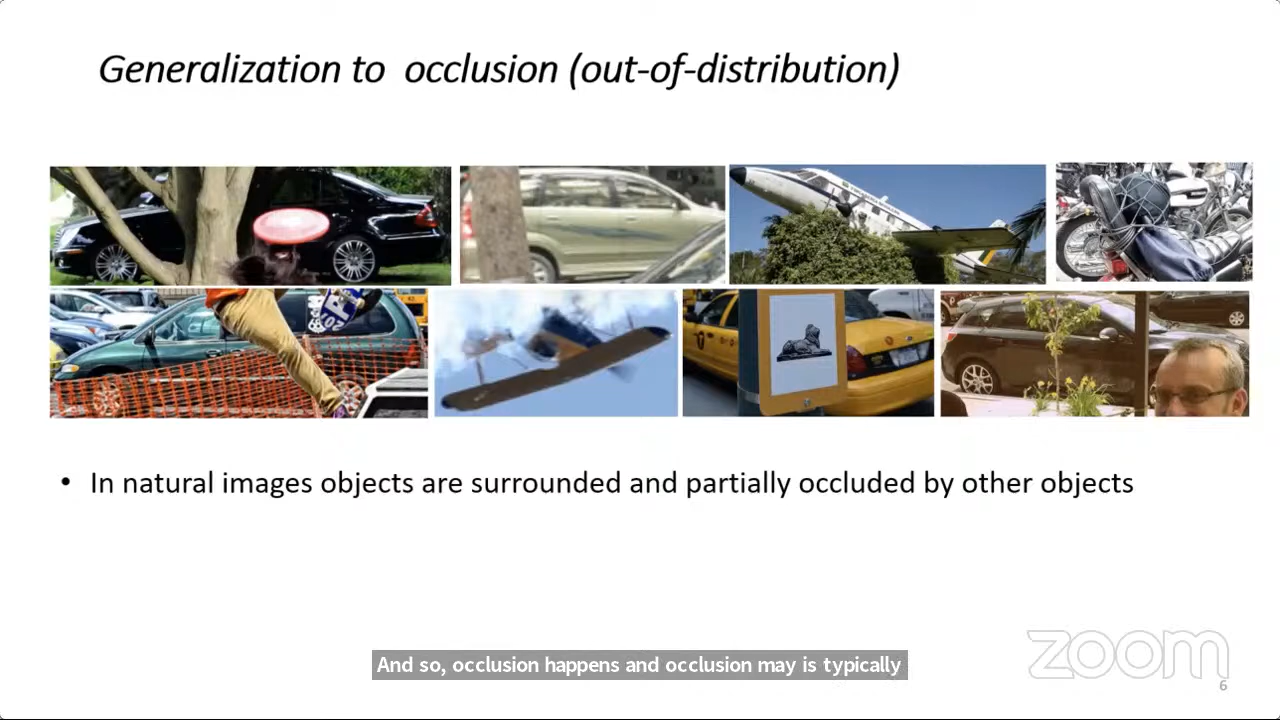 Generalization to occlusion (out-of-distribution)
• In natural images objects are surrounded and partially occluded by other objects
And so, occlusion happens and occlusion may is typically
zoom
6